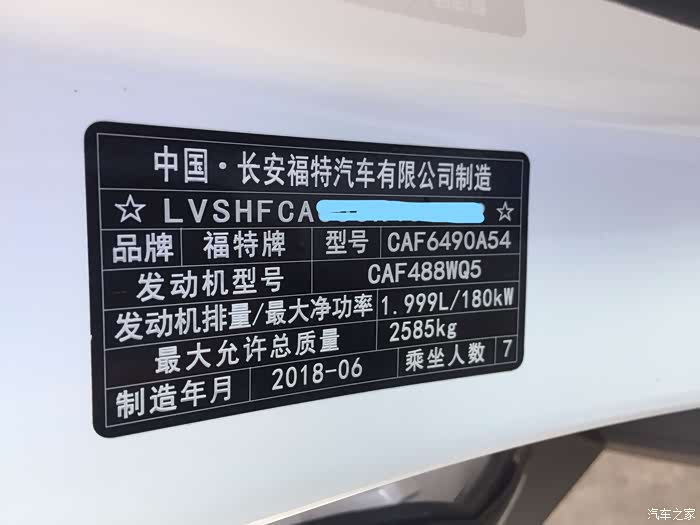 中国·长安福特汽车有限公司制造
☆ LVSHFCA ☆
品牌 福特牌 型号 CAF6490A54
发动机型号 CAF488WQ5
发动机排量/最大净功率 1.999L/180kW
最大允许总质量 2585kg
制造年月 2018-06 乘坐人数 7
汽车之家